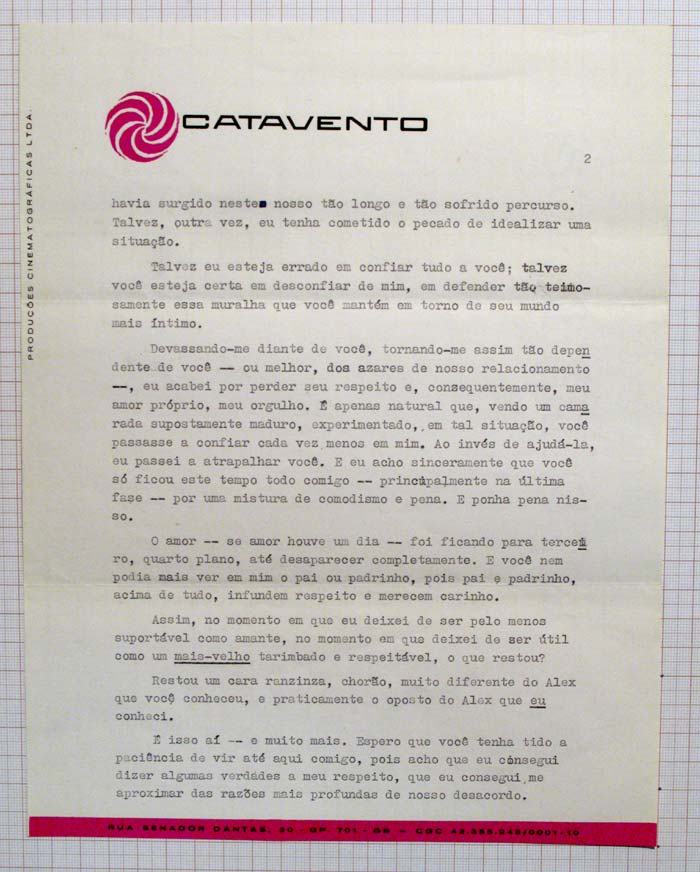 CATAVENTO
PRODUÇÕES CINEMATOGRÁFICAS LTDA.
2
havia surgido neste nosso tão longo e tão sofrido percurso.
Talvez, outra vez, eu tenha cometido o pecado de idealizar uma
situação.
Talvez eu esteja errado em confiar tudo a você; talvez
você esteja certa em desconfiar de mim, em defender tão teimo-
samente essa muralha que você mantém em torno de seu mundo
mais íntimo.
Devassando-me diante de você, tornando-me assim tão depen
dente de você -- ou melhor, dos azares de nosso relacionamento
--, eu acabei por perder seu respeito e, consequentemente, meu
amor próprio, meu orgulho. É apenas natural que, vendo um cama
rada supostamente maduro, experimentado, em tal situação, você
passasse a confiar cada vez menos em mim. Ao invés de ajudá-la,
eu passei a atrapalhar você. E eu acho sinceramente que você
só ficou este tempo todo comigo -- principalmente na última
fase -- por uma mistura de comodismo e pena. E ponha pena nis-
so.
O amor -- se amor houve um dia -- foi ficando para tercei
ro, quarto plano, até desaparecer completamente. E você nem
podia mais ver em mim o pai ou padrinho, pois pai e padrinho,
acima de tudo, infundem respeito e merecem carinho.
Assim, no momento em que eu deixei de ser pelo menos
suportável como amante, no momento em que deixei de ser útil
como um mais-velho tarimbado e respeitável, o que restou?
Restou um cara ranzinza, chorão, muito diferente do Alex
que você conheceu, e praticamente o oposto do Alex que eu
conheci.
É isso aí -- e muito mais. Espero que você tenha tido a
paciência de vir até aqui comigo, pois acho que eu consegui
dizer algumas verdades a meu respeito, que eu consegui me
aproximar das razões mais profundas de nosso desacordo.
RUA SENADOR DANTAS, 20 - GP. 701 - GB - CGC 42.355.248/0001-10